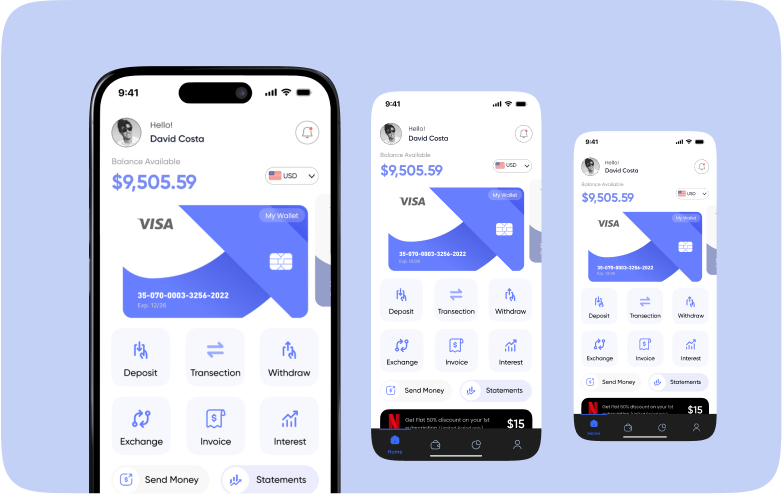 9:41
Hello!
David Costa
Balance Available
$9,505.59
USD
My Wallet
VISA
35-070-0003-3256-2022
Exp. 12/26
Deposit
Transection
Withdraw
Exchange
Invoice
Interest
Send Money
Statements
9:41
Hello!
David Costa
Balance Available
$9,505.59
USD
My Wallet
VISA
35-070-0003-3256-2022
Exp. 12/26
Deposit
Transection
Withdraw
Exchange
Invoice
Interest
Send Money
Statements
Get Flat 50% discount on your 1st
$15
Home
9:41
Hello!
David Costa
Balance Available
$9,505.59
USD
My Wallet
VISA
35-070-0003-3256-2022
Exp. 12/26
Deposit
Transection
Withdraw
Exchange
Invoice
Interest
Send Money
Statements
Get Flat 50% discount on your 1st
$15
Home